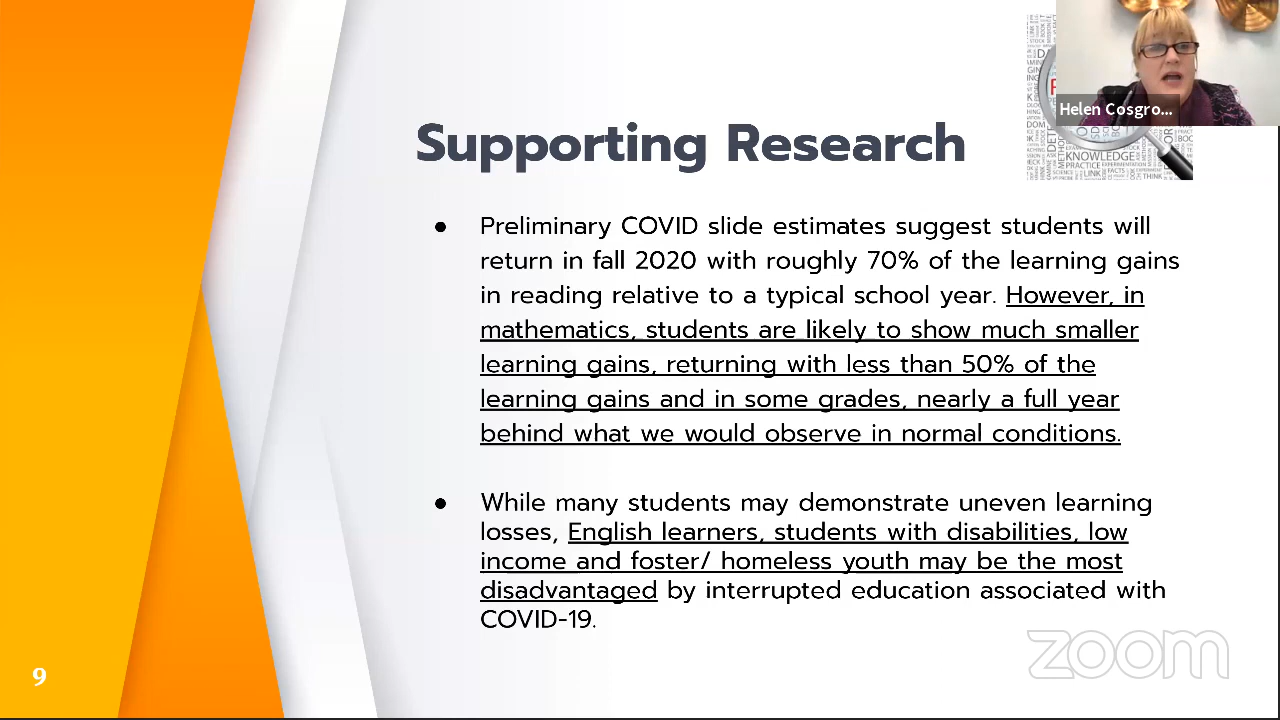 Supporting Research
Helen Cosgro...
KNOWLEDGE
PRACTICE
LINK
THINK
● Preliminary COVID slide estimates suggest students will
return in fall 2020 with roughly 70% of the learning gains
in reading relative to a typical school year. However, in
mathematics, students are likely to show much smaller
learning gains, returning with less than 50% of the
learning gains and in some grades, nearly a full year
behind what we would observe in normal conditions.
● While many students may demonstrate uneven learning
losses, English learners, students with disabilities, low
income and foster/ homeless youth may be the most
disadvantaged by interrupted education associated with
COVID-19.
zoom
9